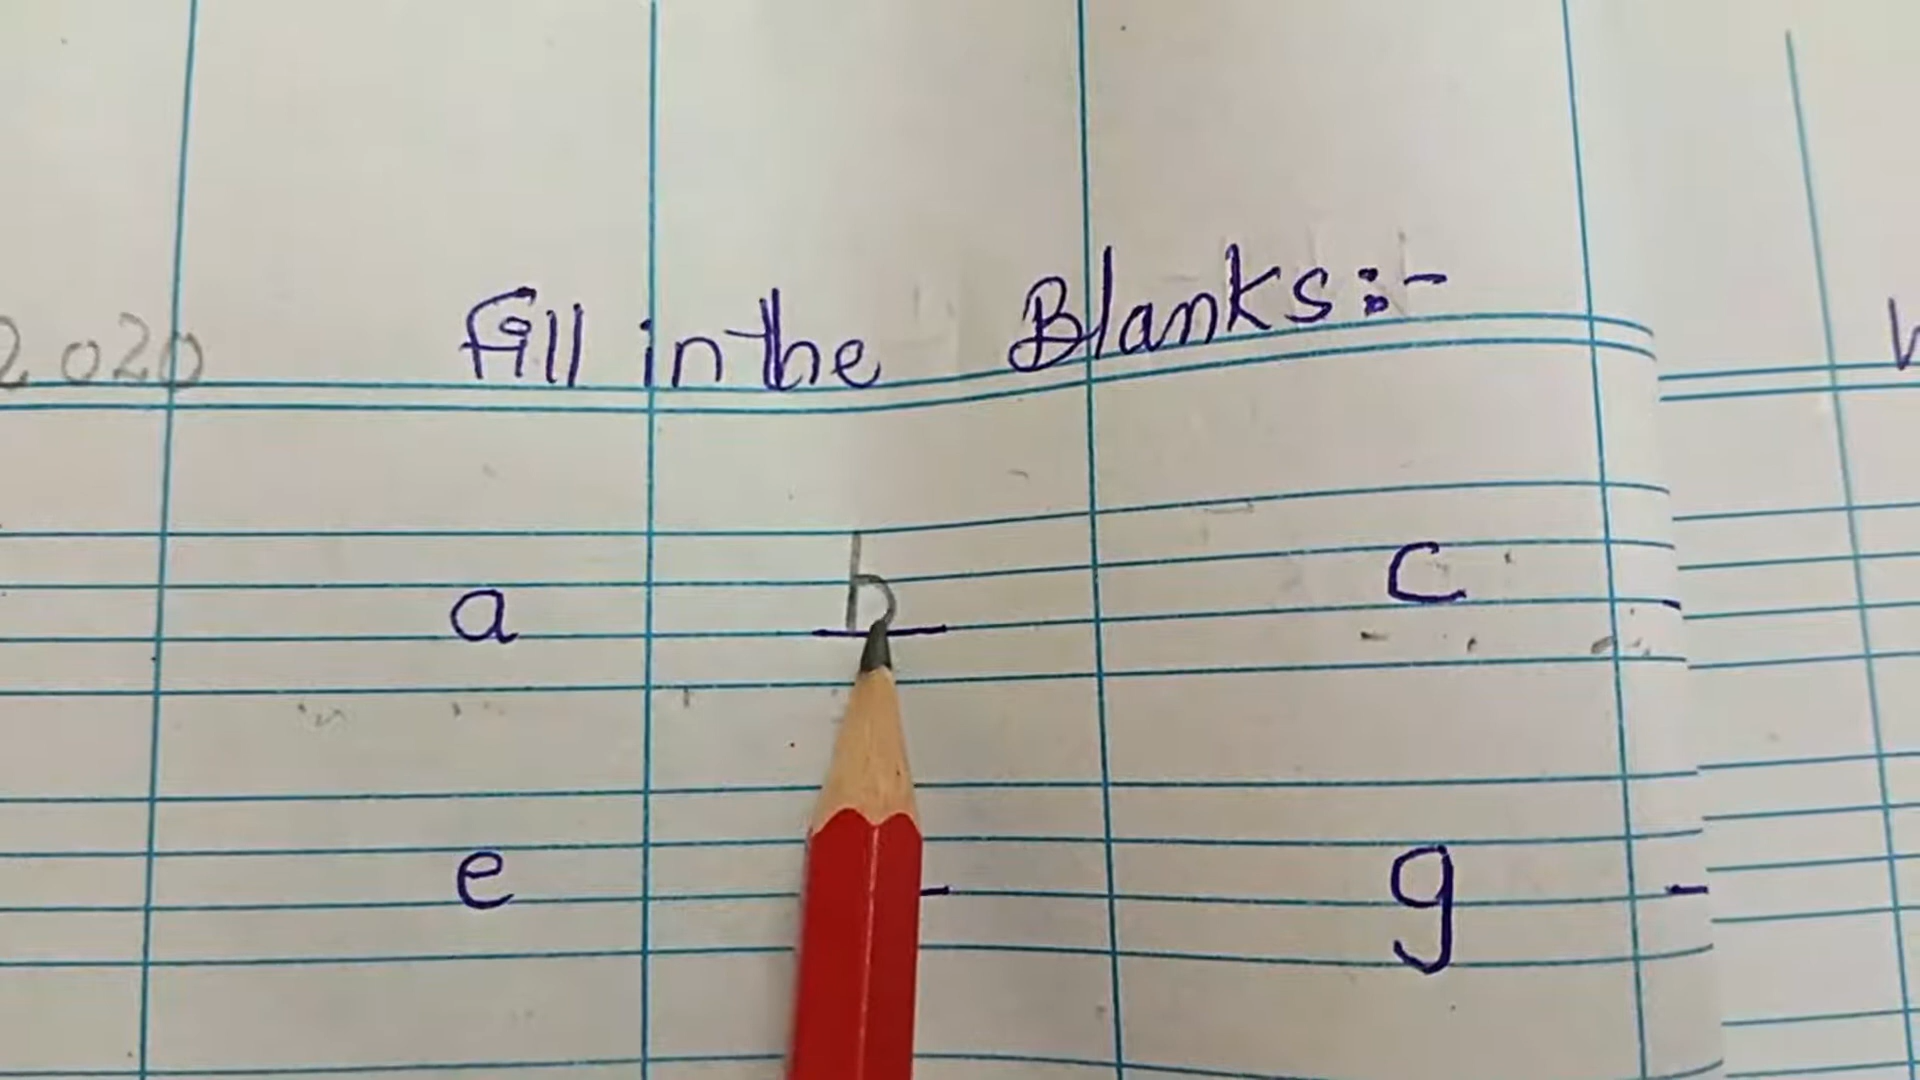 2020 fill in the Blanks:-
a b c
e - g -